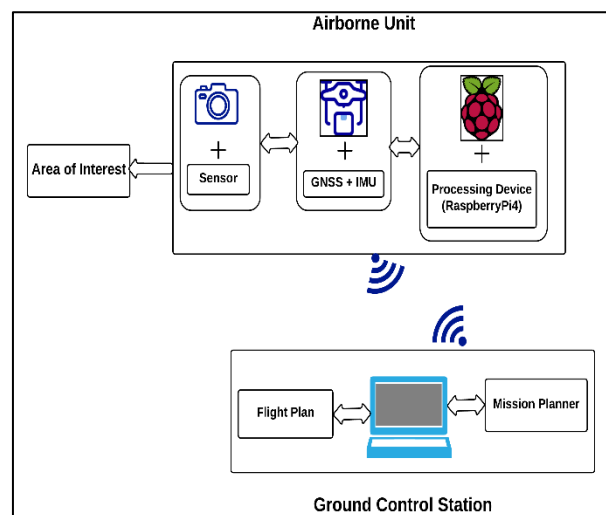 Airborne Unit
Area of Interest
+
Sensor
+
GNSS + IMU
+
Processing Device
(RaspberryPi4)
Flight Plan
Mission Planner
Ground Control Station